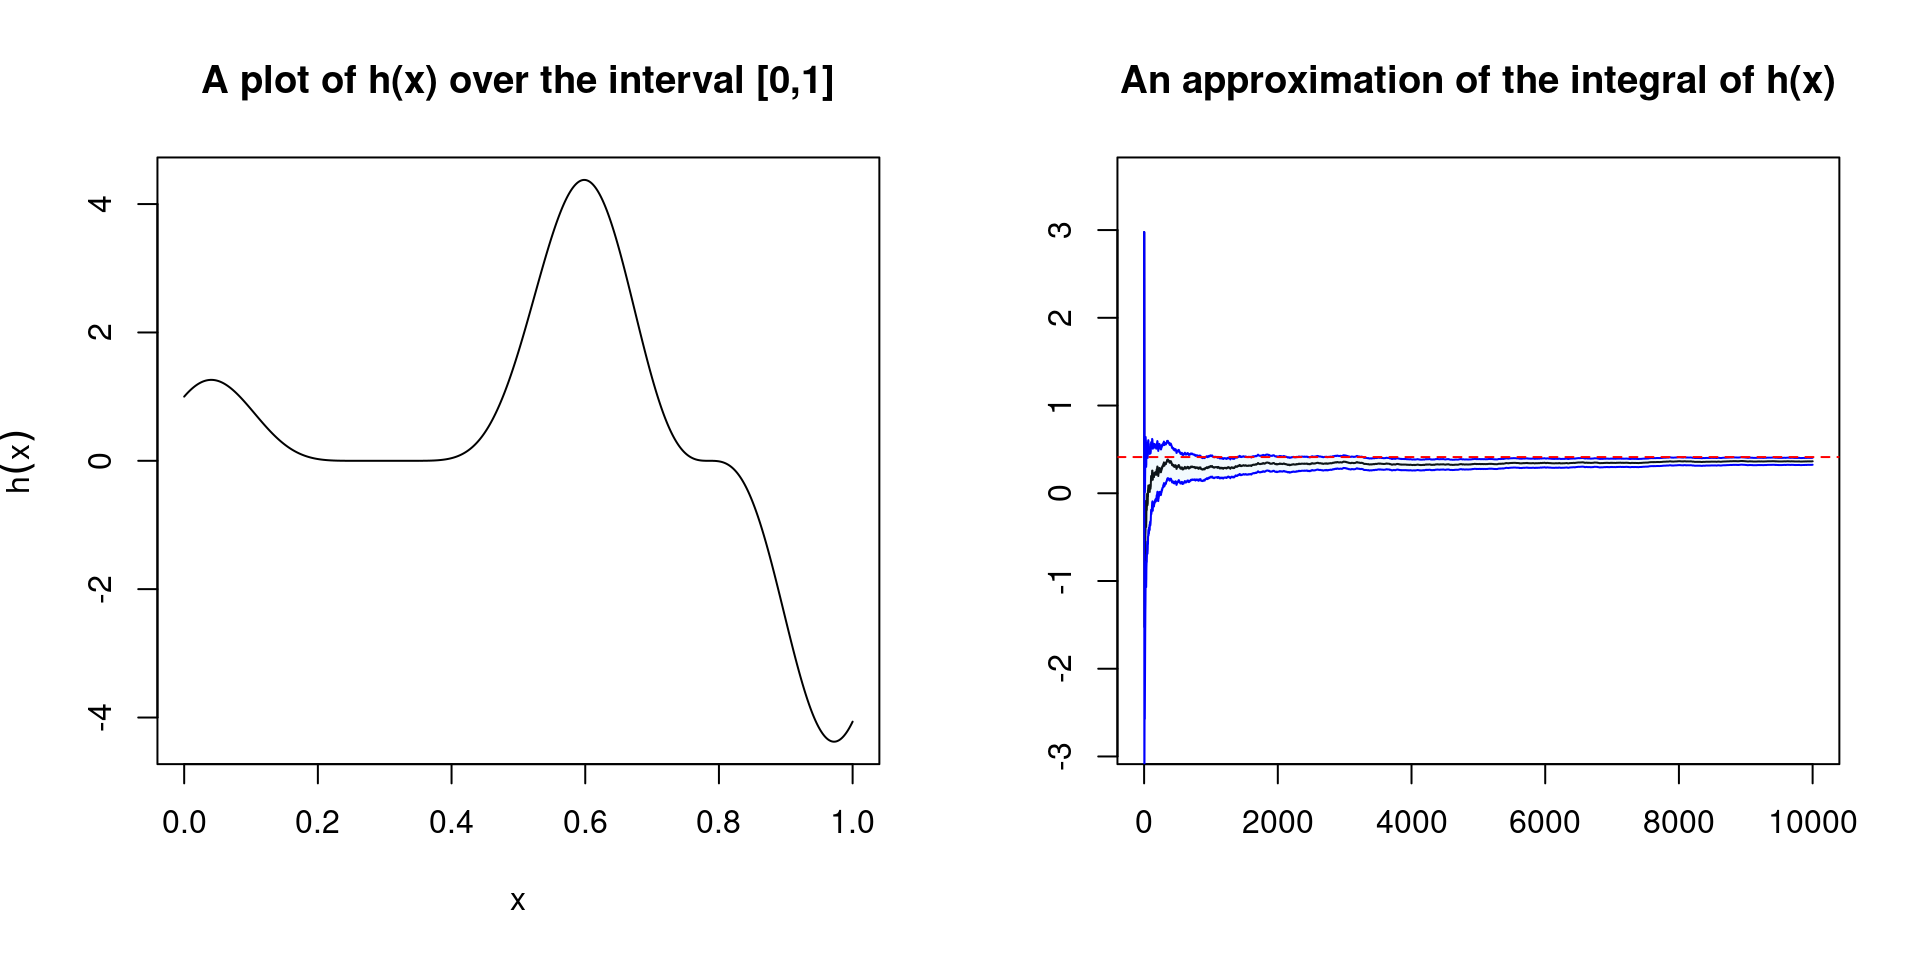 A plot of h(x) over the interval [0,1]
h(x)
4
2
0
-2
-4
0.0 0.2 0.4 0.6 0.8 1.0
x
An approximation of the integral of h(x)
3
2
1
0
-1
-2
-3
0 2000 4000 6000 8000 10000